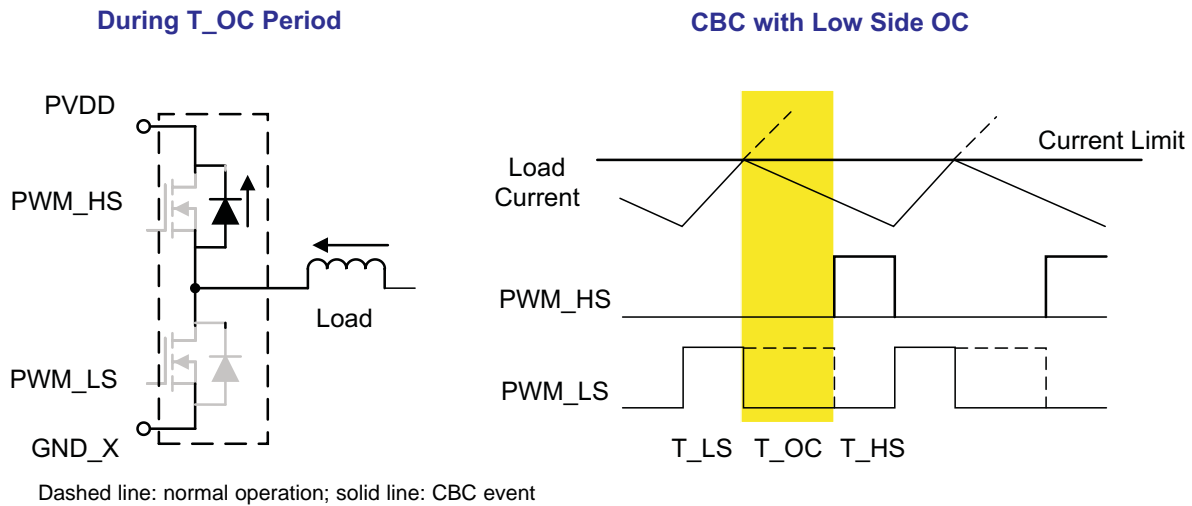 During T_OC Period
PVDD
PWM_HS
Load
PWM_LS
GND_X
CBC with Low Side OC
Load
Current
Current Limit
PWM_HS
PWM_LS
T_LS T_OC T_HS
Dashed line: normal operation; solid line: CBC event